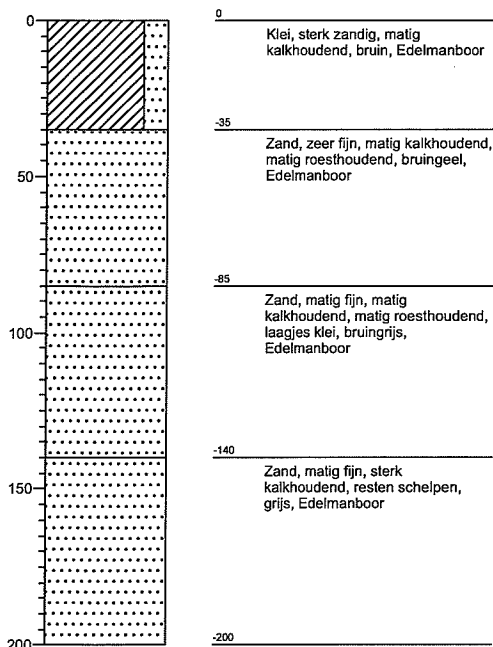 0
0
Klei, sterk zandig, matig
kalkhoudend, bruin, Edelmanboor
-35
Zand, zeer fijn, matig kalkhoudend,
matig roesthoudend, bruingeel,
Edelmanboor
50
-85
Zand, matig fijn, matig
kalkhoudend, matig roesthoudend,
laagjes klei, bruingrijs,
Edelmanboor
100
-140
Zand, matig fijn, sterk
kalkhoudend, resten schelpen,
grijs, Edelmanboor
150
200
-200